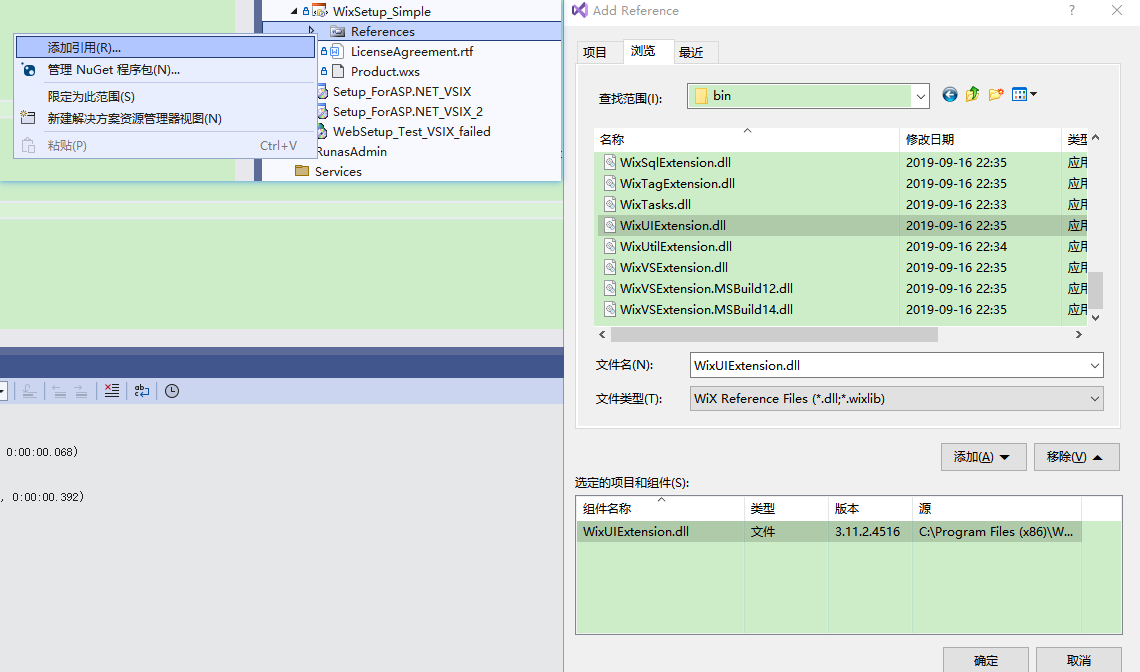 WixSetup_Simple
References
LicenseAgreement.rtf
Product.wxs
Setup_ForASP.NET_VSIX
Setup_ForASP.NET_VSIX_2
WebSetup_Test_VSIX_failed
RunasAdmin
Services
添加引用(R)...
管理 NuGet 程序包(N)...
限定为此范围(S)
新建解决方案资源管理器视图(N)
粘贴(P) Ctrl+V
0:00:00.068)
, 0:00:00.392)
Add Reference
项目 浏览 最近
查找范围(I): bin
名称 修改日期 类型
WixSqlExtension.dll 2019-09-16 22:35 应用
WixTagExtension.dll 2019-09-16 22:35 应用
WixTasks.dll 2019-09-16 22:33 应用
WixUIExtension.dll 2019-09-16 22:35 应用
WixUtilExtension.dll 2019-09-16 22:34 应用
WixVSExtension.dll 2019-09-16 22:35 应用
WixVSExtension.MSBuild12.dll 2019-09-16 22:35 应用
WixVSExtension.MSBuild14.dll 2019-09-16 22:35 应用
文件名(N): WixUIExtension.dll
文件类型(T): WiX Reference Files (*.dll;*.wixlib)
添加(A) 移除(V)
选定的项目和组件(S):
组件名称 类型 版本 源
WixUIExtension.dll 文件 3.11.2.4516 C:\Program Files (x86)\W...
确定 取消